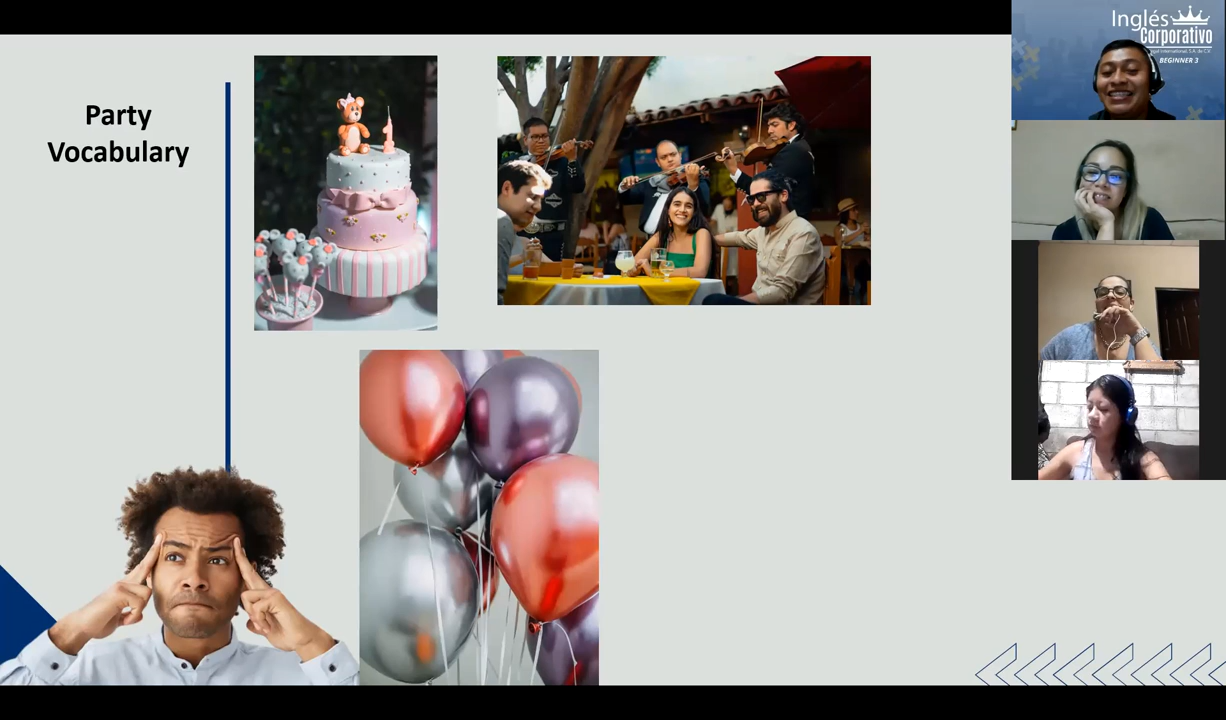 Party
Vocabulary
Inglés
Corporativo
BEGINNER 3